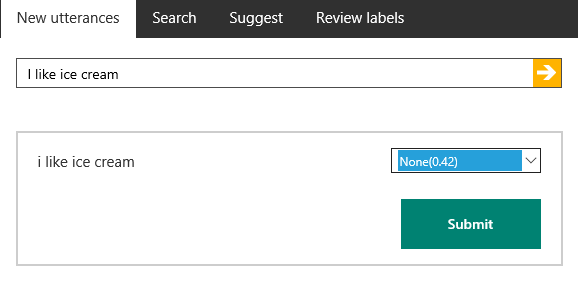 New utterances Search Suggest Review labels
I like ice cream
i like ice cream None(0.42)
Submit